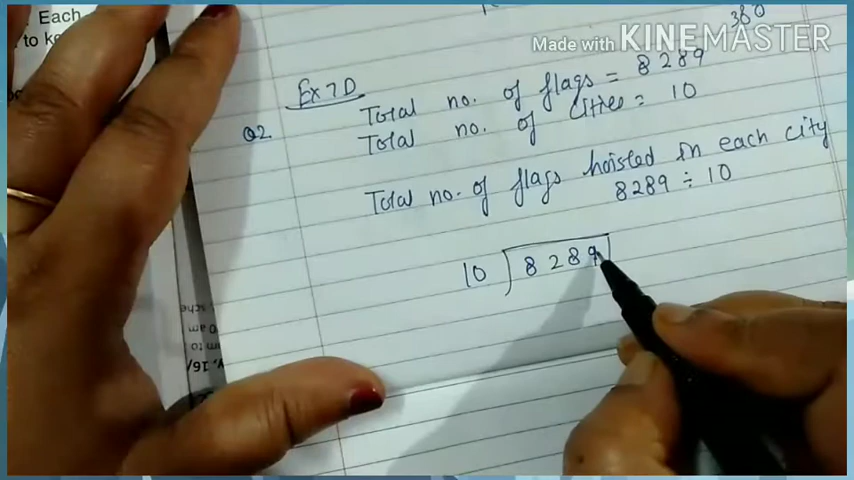 Each
to ke
380
Made with KINEMASTER
Ex 7 D
Q2 Total no. of flags = 8289
Total no. of Cities = 10
Total no. of flags hoisted in each city
8289 ÷ 10
10 8289